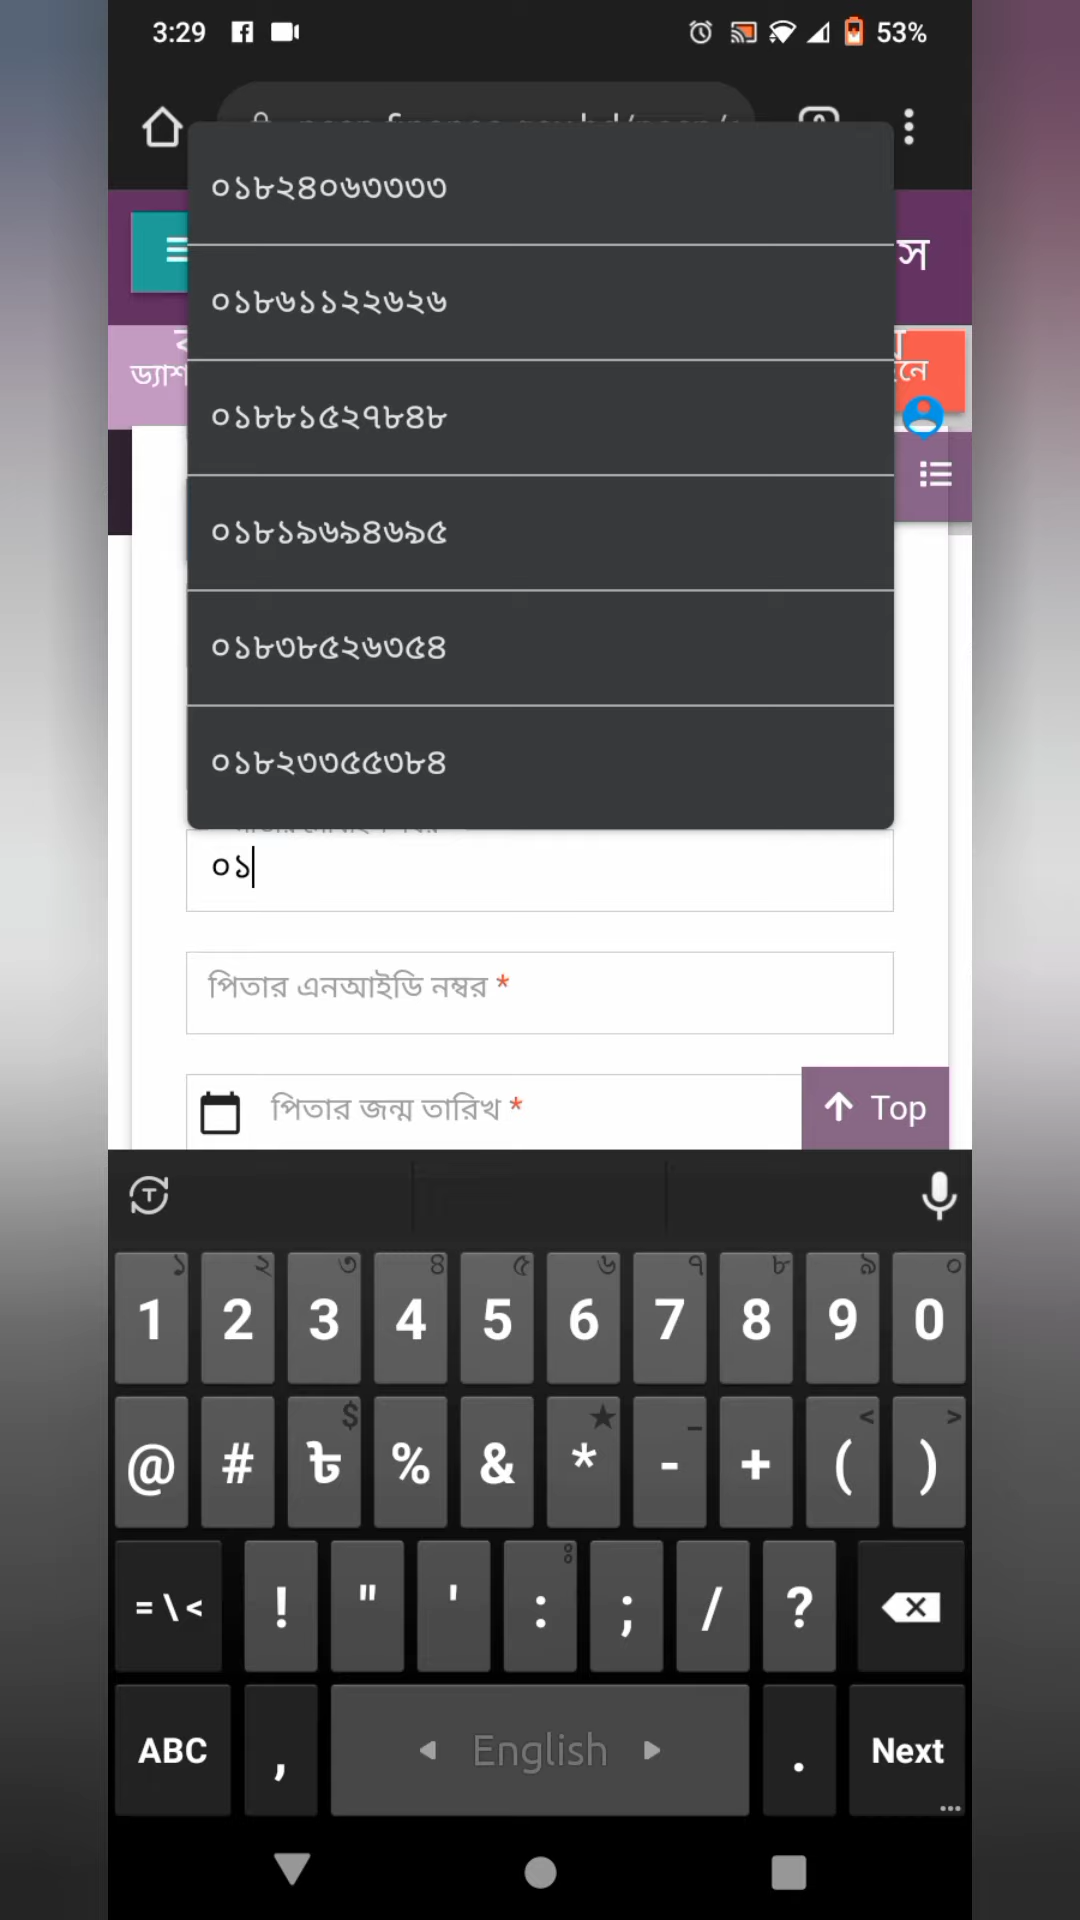 3:29
53%
০১৮২৪০৬৩৩৩৩
স
০১৮৬১১২২৬২৬
ড্যাশ
নে
০১৮৮১৫২৭৮৪৮
০১৮১৯৬৯৪৬৯৫
০১৮৩৮৫২৬৩৫৪
০১৮২৩৩৫৫৩৮৪
০১
পিতার এনআইডি নম্বর *
পিতার জন্ম তারিখ *
Top
১ ২ ৩ ৪ ৫ ৬ ৭ ৮ ৯ ০
1 2 3 4 5 6 7 8 9 0
$ ★ _ < >
@ # ৳ % & * - + ( )
= \ < ! " ' : ; / ?
ABC , English . Next